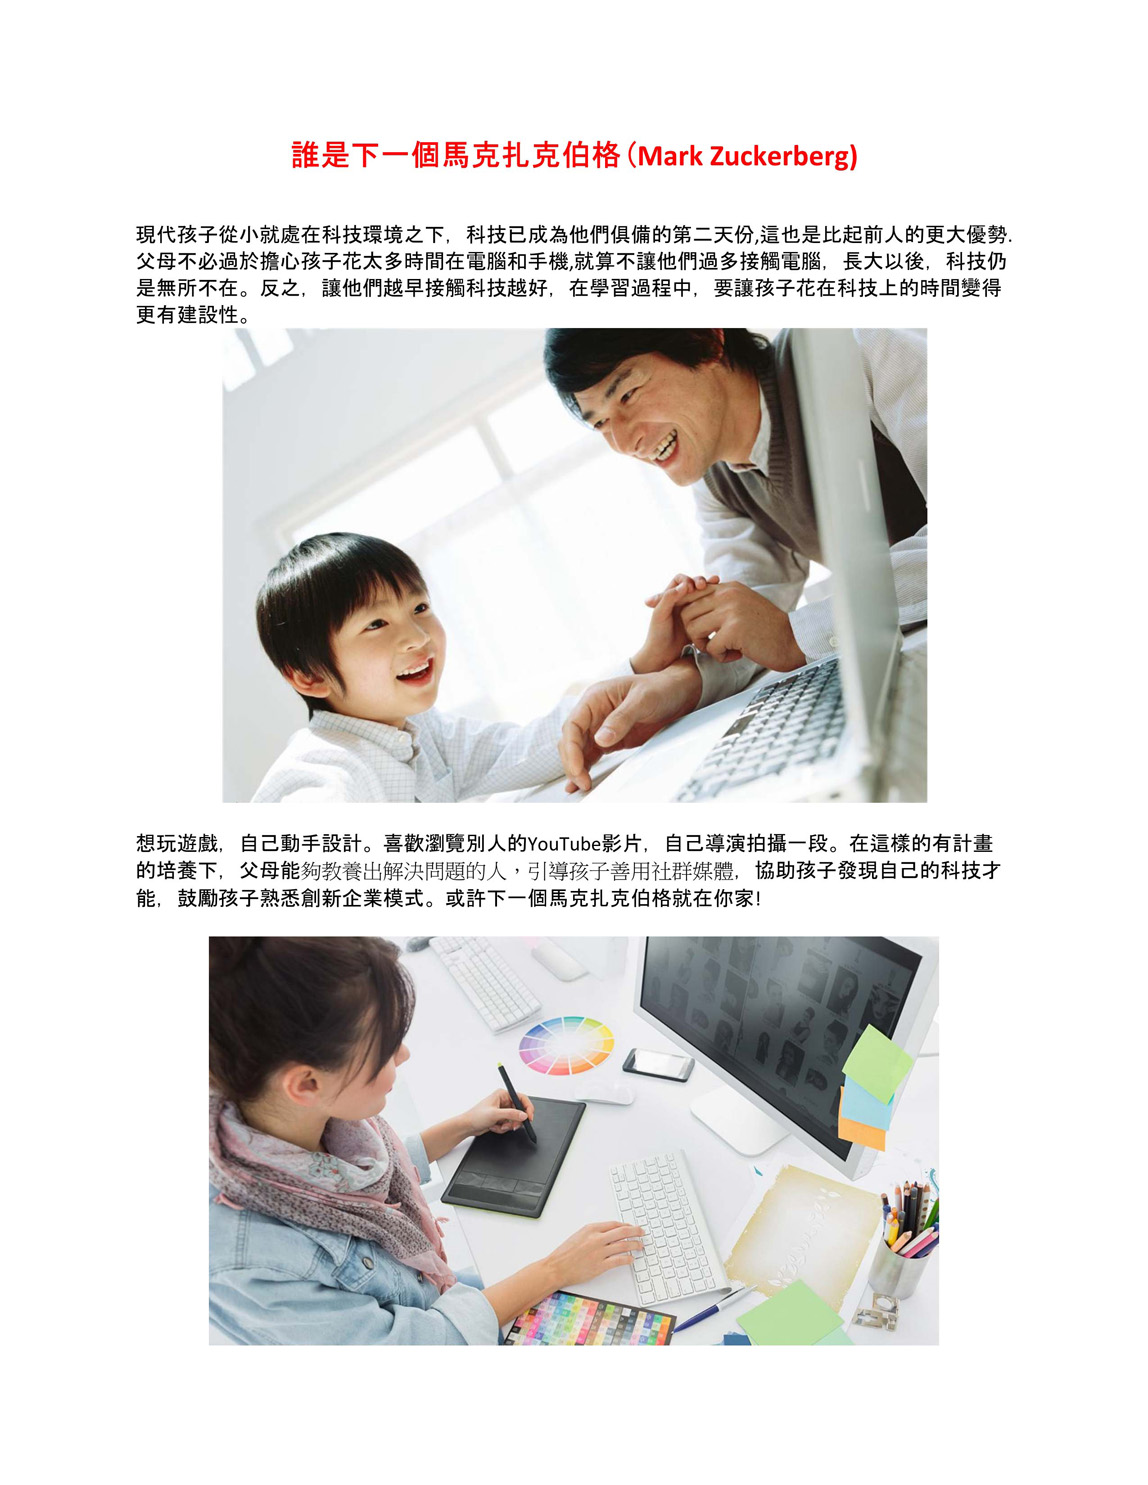 誰是下一個馬克扎克伯格(Mark Zuckerberg)
現代孩子從小就處在科技環境之下，科技已成為他們俱備的第二天份,這也是比起前人的更大優勢.
父母不必過於擔心孩子花太多時間在電腦和手機,就算不讓他們過多接觸電腦，長大以後，科技仍
是無所不在。反之，讓他們越早接觸科技越好，在學習過程中，要讓孩子花在科技上的時間變得
更有建設性。
想玩遊戲，自己動手設計。喜歡瀏覽別人的YouTube影片，自己導演拍攝一段。在這樣的有計畫
的培養下，父母能夠教養出解決問題的人，引導孩子善用社群媒體，協助孩子發現自己的科技才
能，鼓勵孩子熟悉創新企業模式。或許下一個馬克扎克伯格就在你家!